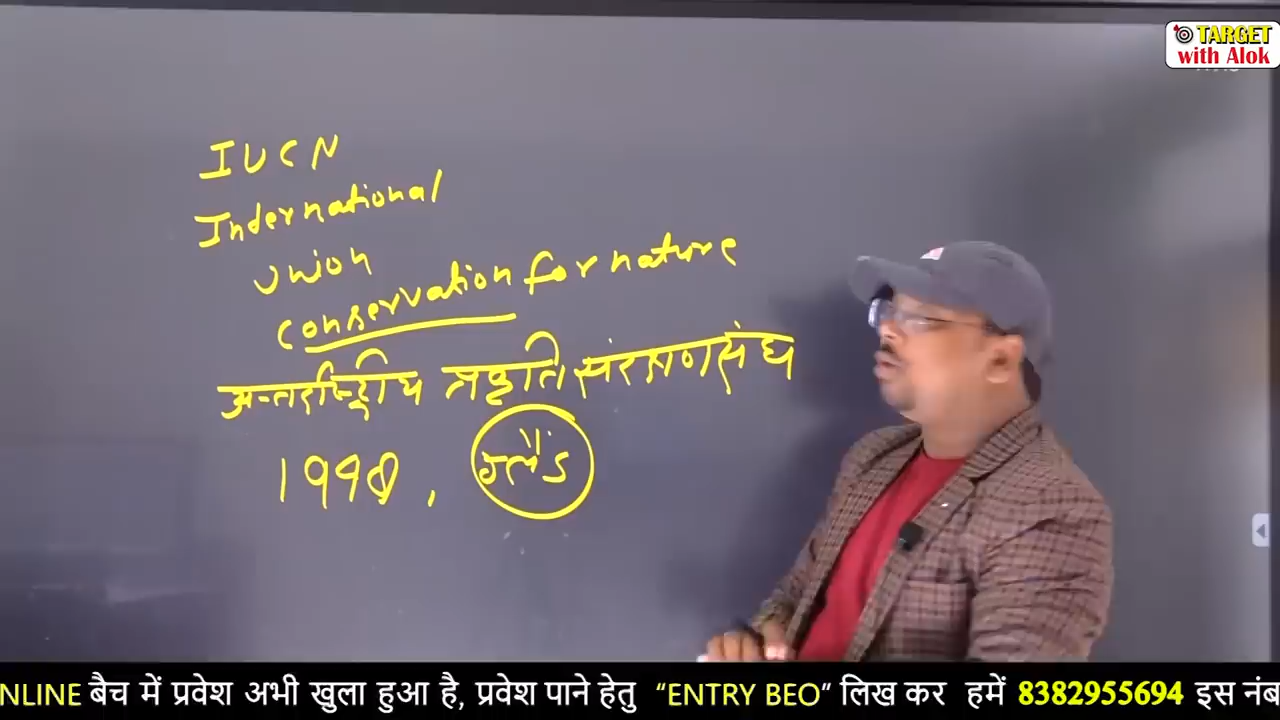 TARGET
with Alok
IUCN
International
Union
conservation for nature
अन्तर्राष्ट्रीय प्रकृति संरक्षण संघ
1948, ग्लैंड
NLINE बैच में प्रवेश अभी खुला हुआ है, प्रवेश पाने हेतु “ENTRY BEO” लिख कर हमें 8382955694 इस नंब